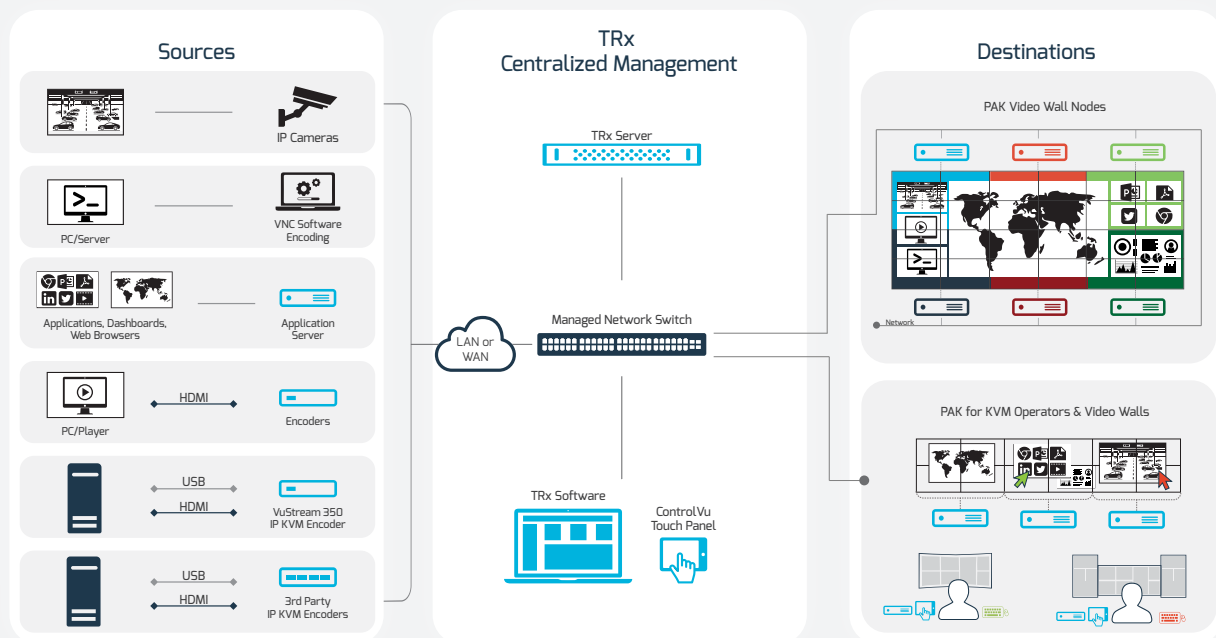 Sources
IP Cameras
PC/Server
VNC Software
Encoding
Applications, Dashboards,
Web Browsers
Application
Server
HDMI
PC/Player
Encoders
USB
HDMI
VuStream 350
IP KVM Encoder
USB
HDMI
3rd Party
IP KVM Encoders
TRx
Centralized Management
TRx Server
LAN or
WAN
Managed Network Switch
TRx Software
ControlVu
Touch Panel
Destinations
PAK Video Wall Nodes
Network
PAK for KVM Operators & Video Walls